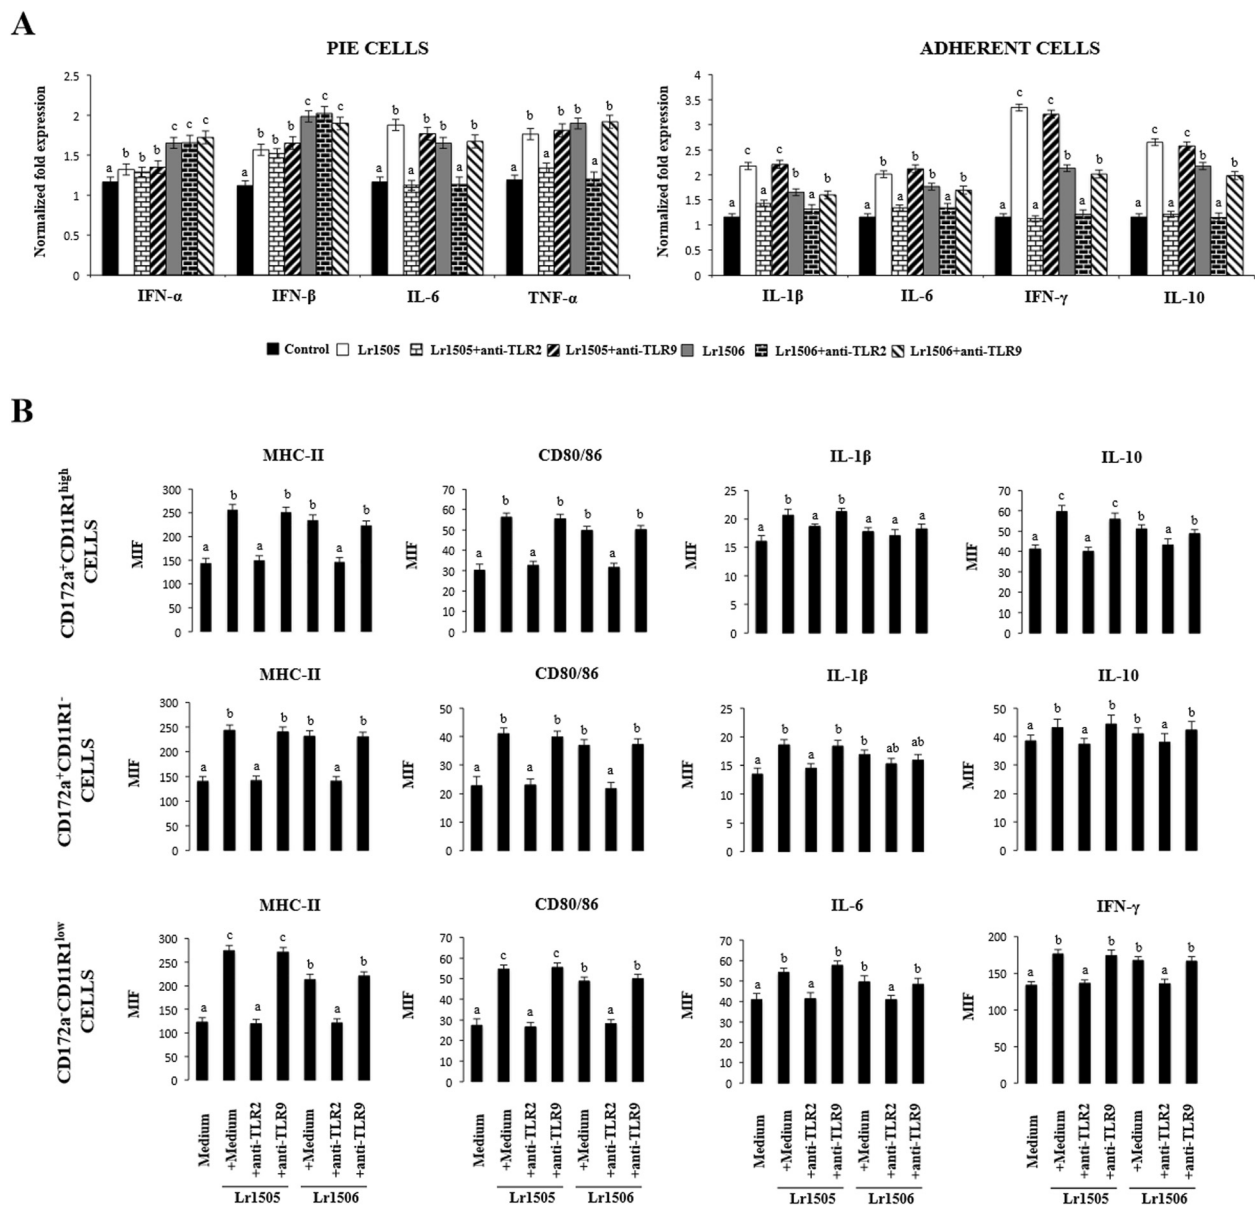 A
PIE CELLS
Normalized fold expression
2.5
2
1.5
1
0.5
0
a b b b c c c
a b b b c c c
a b a b b a b
a b a b b a b
IFN-α IFN-β IL-6 TNF-α
ADHERENT CELLS
Normalized fold expression
4
3.5
3
2.5
2
1.5
1
0.5
0
a c a c b a b
a b a b b a b
a c a c b a b
a c a c b a b
IL-1β IL-6 IFN-γ IL-10
Control Lr1505 Lr1505+anti-TLR2 Lr1505+anti-TLR9 Lr1506 Lr1506+anti-TLR2 Lr1506+anti-TLR9
B
CD172a+CD11R1high
CELLS
MHC-II
MIF
300
250
200
150
100
50
0
a b a b b a b
CD80/86
MIF
70
60
50
40
30
20
10
0
a b a b b a b
IL-1β
MIF
25
20
15
10
5
0
a b a b a a a
IL-10
MIF
70
60
50
40
30
20
10
0
a c a c b a b
CD172a+CD11R1-
CELLS
MHC-II
MIF
300
250
200
150
100
50
0
a b a b b a b
CD80/86
MIF
50
40
30
20
10
0
a b a b b a b
IL-1β
MIF
25
20
15
10
5
0
a b a b b ab ab
IL-10
MIF
50
40
30
20
10
0
a b a b b a b
CD172a-CD11R1low
CELLS
MHC-II
MIF
300
250
200
150
100
50
0
a c a c b a b
CD80/86
MIF
70
60
50
40
30
20
10
0
a c a c b a b
IL-6
MIF
70
60
50
40
30
20
10
0
a b a b b a b
IFN-γ
MIF
200
150
100
50
0
a b a b b a b
Medium +Medium +anti-TLR2 +anti-TLR9 +Medium +anti-TLR2 +anti-TLR9
Lr1505 Lr1506
Medium +Medium +anti-TLR2 +anti-TLR9 +Medium +anti-TLR2 +anti-TLR9
Lr1505 Lr1506
Medium +Medium +anti-TLR2 +anti-TLR9 +Medium +anti-TLR2 +anti-TLR9
Lr1505 Lr1506
Medium +Medium +anti-TLR2 +anti-TLR9 +Medium +anti-TLR2 +anti-TLR9
Lr1505 Lr1506